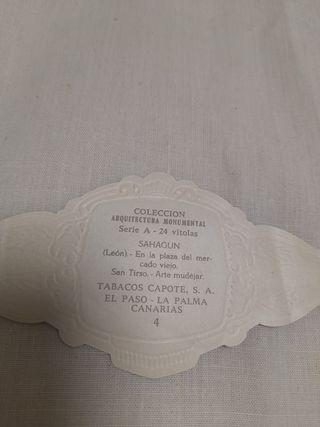 COLECCION
ARQUITECTURA MONUMENTAL
Serie A - 24 vitolas
SAHAGUN
(León).- En la plaza del mer-
cado viejo.
San Tirso.- Arte mudéjar.
TABACOS CAPOTE, S. A.
EL PASO - LA PALMA
CANARIAS
4